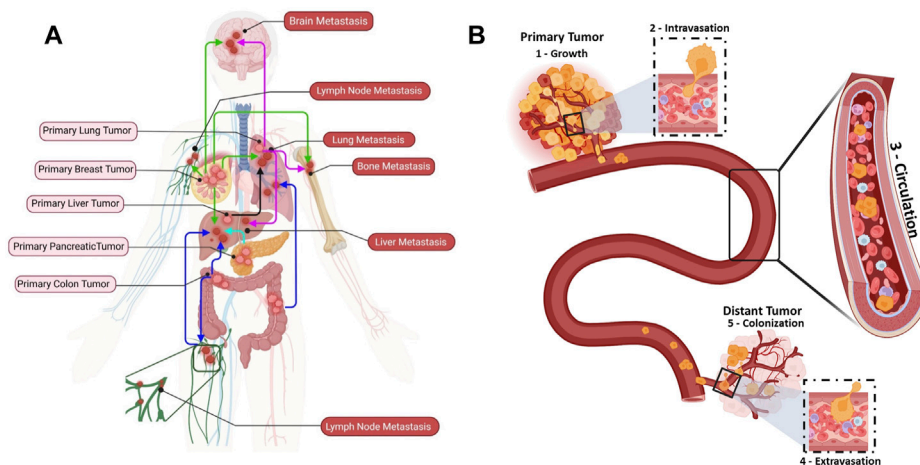 A
Brain Metastasis
Lymph Node Metastasis
Primary Lung Tumor
Lung Metastasis
Primary Breast Tumor
Bone Metastasis
Primary Liver Tumor
Primary PancreaticTumor
Liver Metastasis
Primary Colon Tumor
Lymph Node Metastasis
B
Primary Tumor
1 - Growth
2 - Intravasation
3 - Circulation
Distant Tumor
5 - Colonization
4 - Extravasation